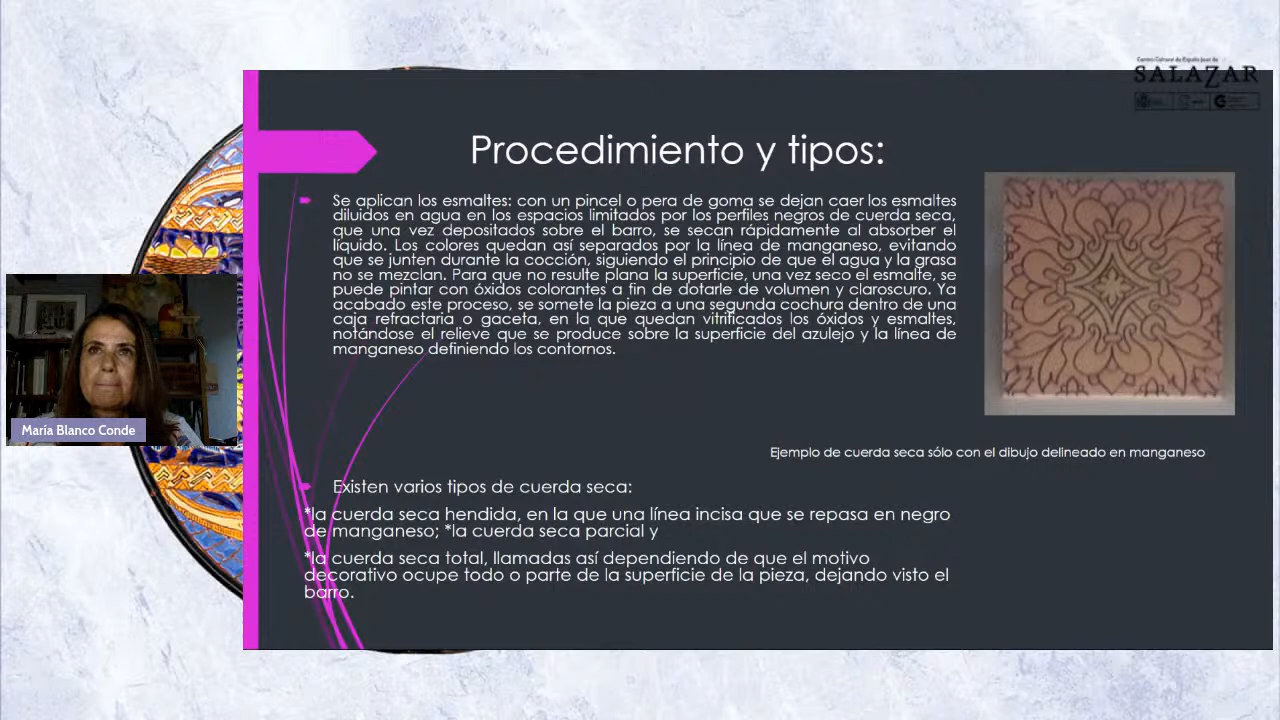 Centro Cultural de España Juan de
SALAZAR
Procedimiento y tipos:
Se aplican los esmaltes: con un pincel o pera de goma se dejan caer los esmaltes
diluidos en agua en los espacios limitados por los perfiles negros de cuerda seca,
que una vez depositados sobre el barro, se secan rápidamente al absorber el
líquido. Los colores quedan así separados por la línea de manganeso, evitando
que se junten durante la cocción, siguiendo el principio de que el agua y la grasa
no se mezclan. Para que no resulte plana la superficie, una vez seco el esmalte, se
puede pintar con óxidos colorantes a fin de dotarle de volumen y claroscuro. Ya
acabado este proceso, se somete la pieza a una segunda cochura dentro de una
caja refractaria o gaceta, en la que quedan vitrificados los óxidos y esmaltes,
notándose el relieve que se produce sobre la superficie del azulejo y la línea de
manganeso definiendo los contornos.
María Blanco Conde
Ejemplo de cuerda seca sólo con el dibujo delineado en manganeso
Existen varios tipos de cuerda seca:
*la cuerda seca hendida, en la que una línea incisa que se repasa en negro
de manganeso; *la cuerda seca parcial y
*la cuerda seca total, llamadas así dependiendo de que el motivo
decorativo ocupe todo o parte de la superficie de la pieza, dejando visto el
barro.